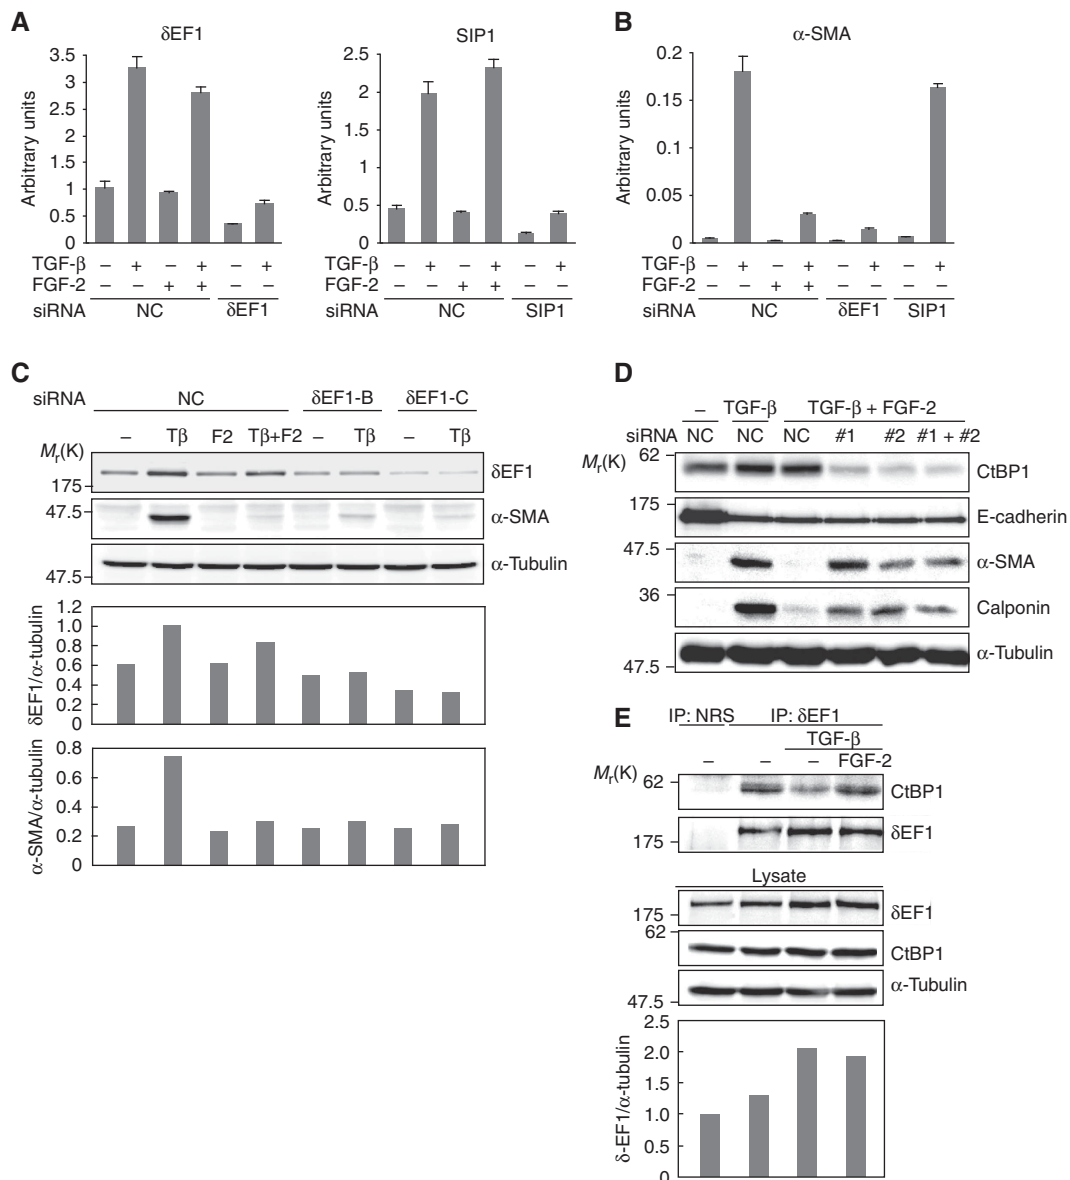 A
δEF1
Arbitrary units
3.5
3
2.5
2
1.5
1
0.5
0
TGF-β − + − + − +
FGF-2 − − + + − −
siRNA NC δEF1
SIP1
Arbitrary units
2.5
2
1.5
1
0.5
0
TGF-β − + − + − +
FGF-2 − − + + − −
siRNA NC SIP1
B
α-SMA
Arbitrary units
0.2
0.15
0.1
0.05
0
TGF-β − + − + − + − +
FGF-2 − − + + − − − −
siRNA NC δEF1 SIP1
C
siRNA NC δEF1-B δEF1-C
− Tβ F2 Tβ+F2 − Tβ − Tβ
Mr(K)
175 δEF1
47.5 α-SMA
47.5 α-Tubulin
δEF1/α-tubulin
1.2
1.0
0.8
0.6
0.4
0.2
0
α-SMA/α-tubulin
0.8
0.6
0.4
0.2
0
D
− TGF-β TGF-β + FGF-2
siRNA NC NC NC #1 #2 #1 + #2
Mr(K)
62 CtBP1
175 E-cadherin
47.5 α-SMA
36 Calponin
47.5 α-Tubulin
E
IP: NRS IP: δEF1
TGF-β
− − − FGF-2
Mr(K)
62 CtBP1
175 δEF1
Lysate
175 δEF1
62 CtBP1
47.5 α-Tubulin
δ-EF1/α-tubulin
2.5
2.0
1.5
1.0
0.5
0